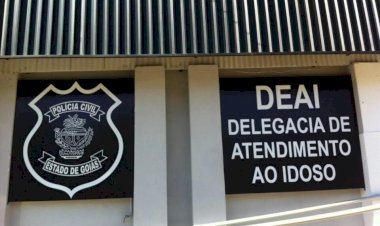 POLÍCIA CIVIL
ESTADO DE GOIÁS
DEAI
DELEGACIA DE
ATENDIMENTO
AO IDOSO